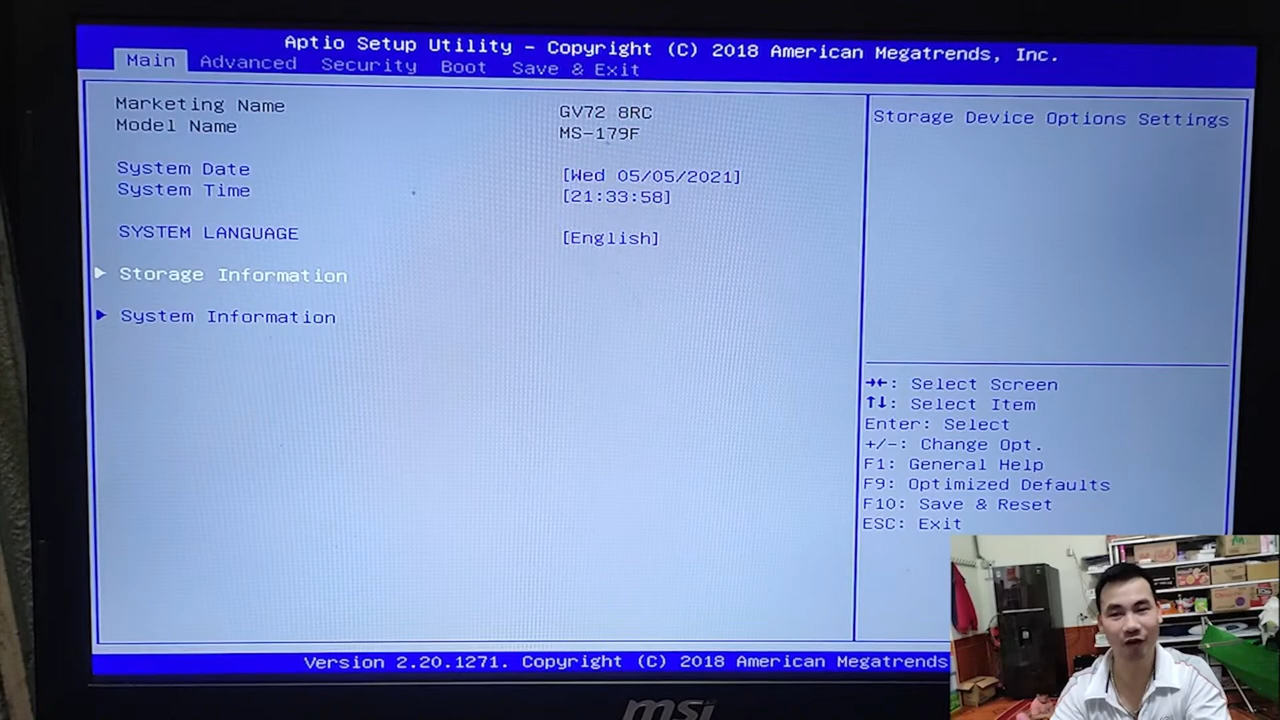 Aptio Setup Utility – Copyright (C) 2018 American Megatrends, Inc.
Main Advanced Security Boot Save & Exit
Marketing Name GV72 8RC
Model Name MS-179F
System Date [Wed 05/05/2021]
System Time [21:33:58]
SYSTEM LANGUAGE [English]
▶ Storage Information
▶ System Information
Storage Device Options Settings
→←: Select Screen
↑↓: Select Item
Enter: Select
+/-: Change Opt.
F1: General Help
F9: Optimized Defaults
F10: Save & Reset
ESC: Exit
Version 2.20.1271. Copyright (C) 2018 American Megatrends
msi